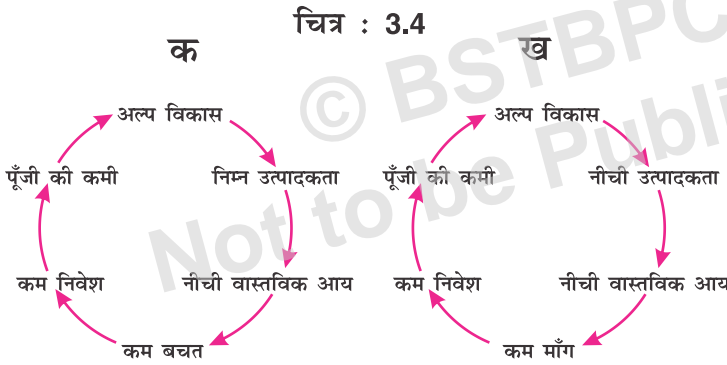 चित्र : 3.4
क
ख
© BSTBPC
Not to be Publi
अल्प विकास
निम्न उत्पादकता
नीची वास्तविक आय
कम बचत
कम निवेश
पूँजी की कमी
अल्प विकास
नीची उत्पादकता
नीची वास्तविक आय
कम माँग
कम निवेश
पूँजी की कमी